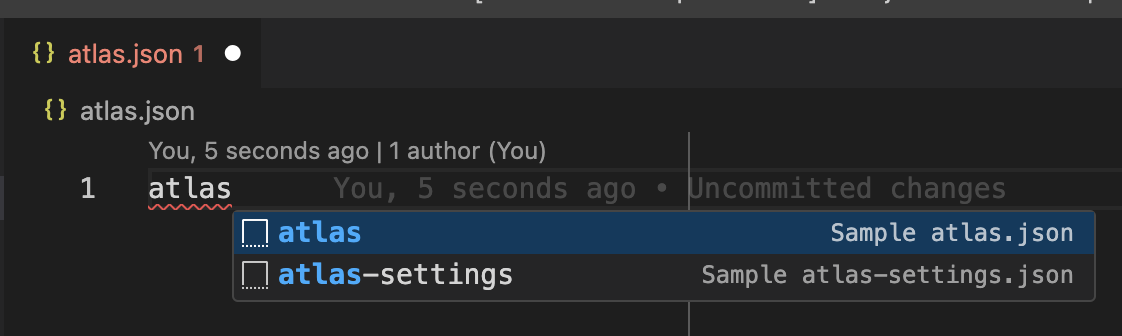 {} atlas.json 1
{} atlas.json
You, 5 seconds ago | 1 author (You)
1 atlas You, 5 seconds ago • Uncommitted changes
atlas Sample atlas.json
atlas-settings Sample atlas-settings.json